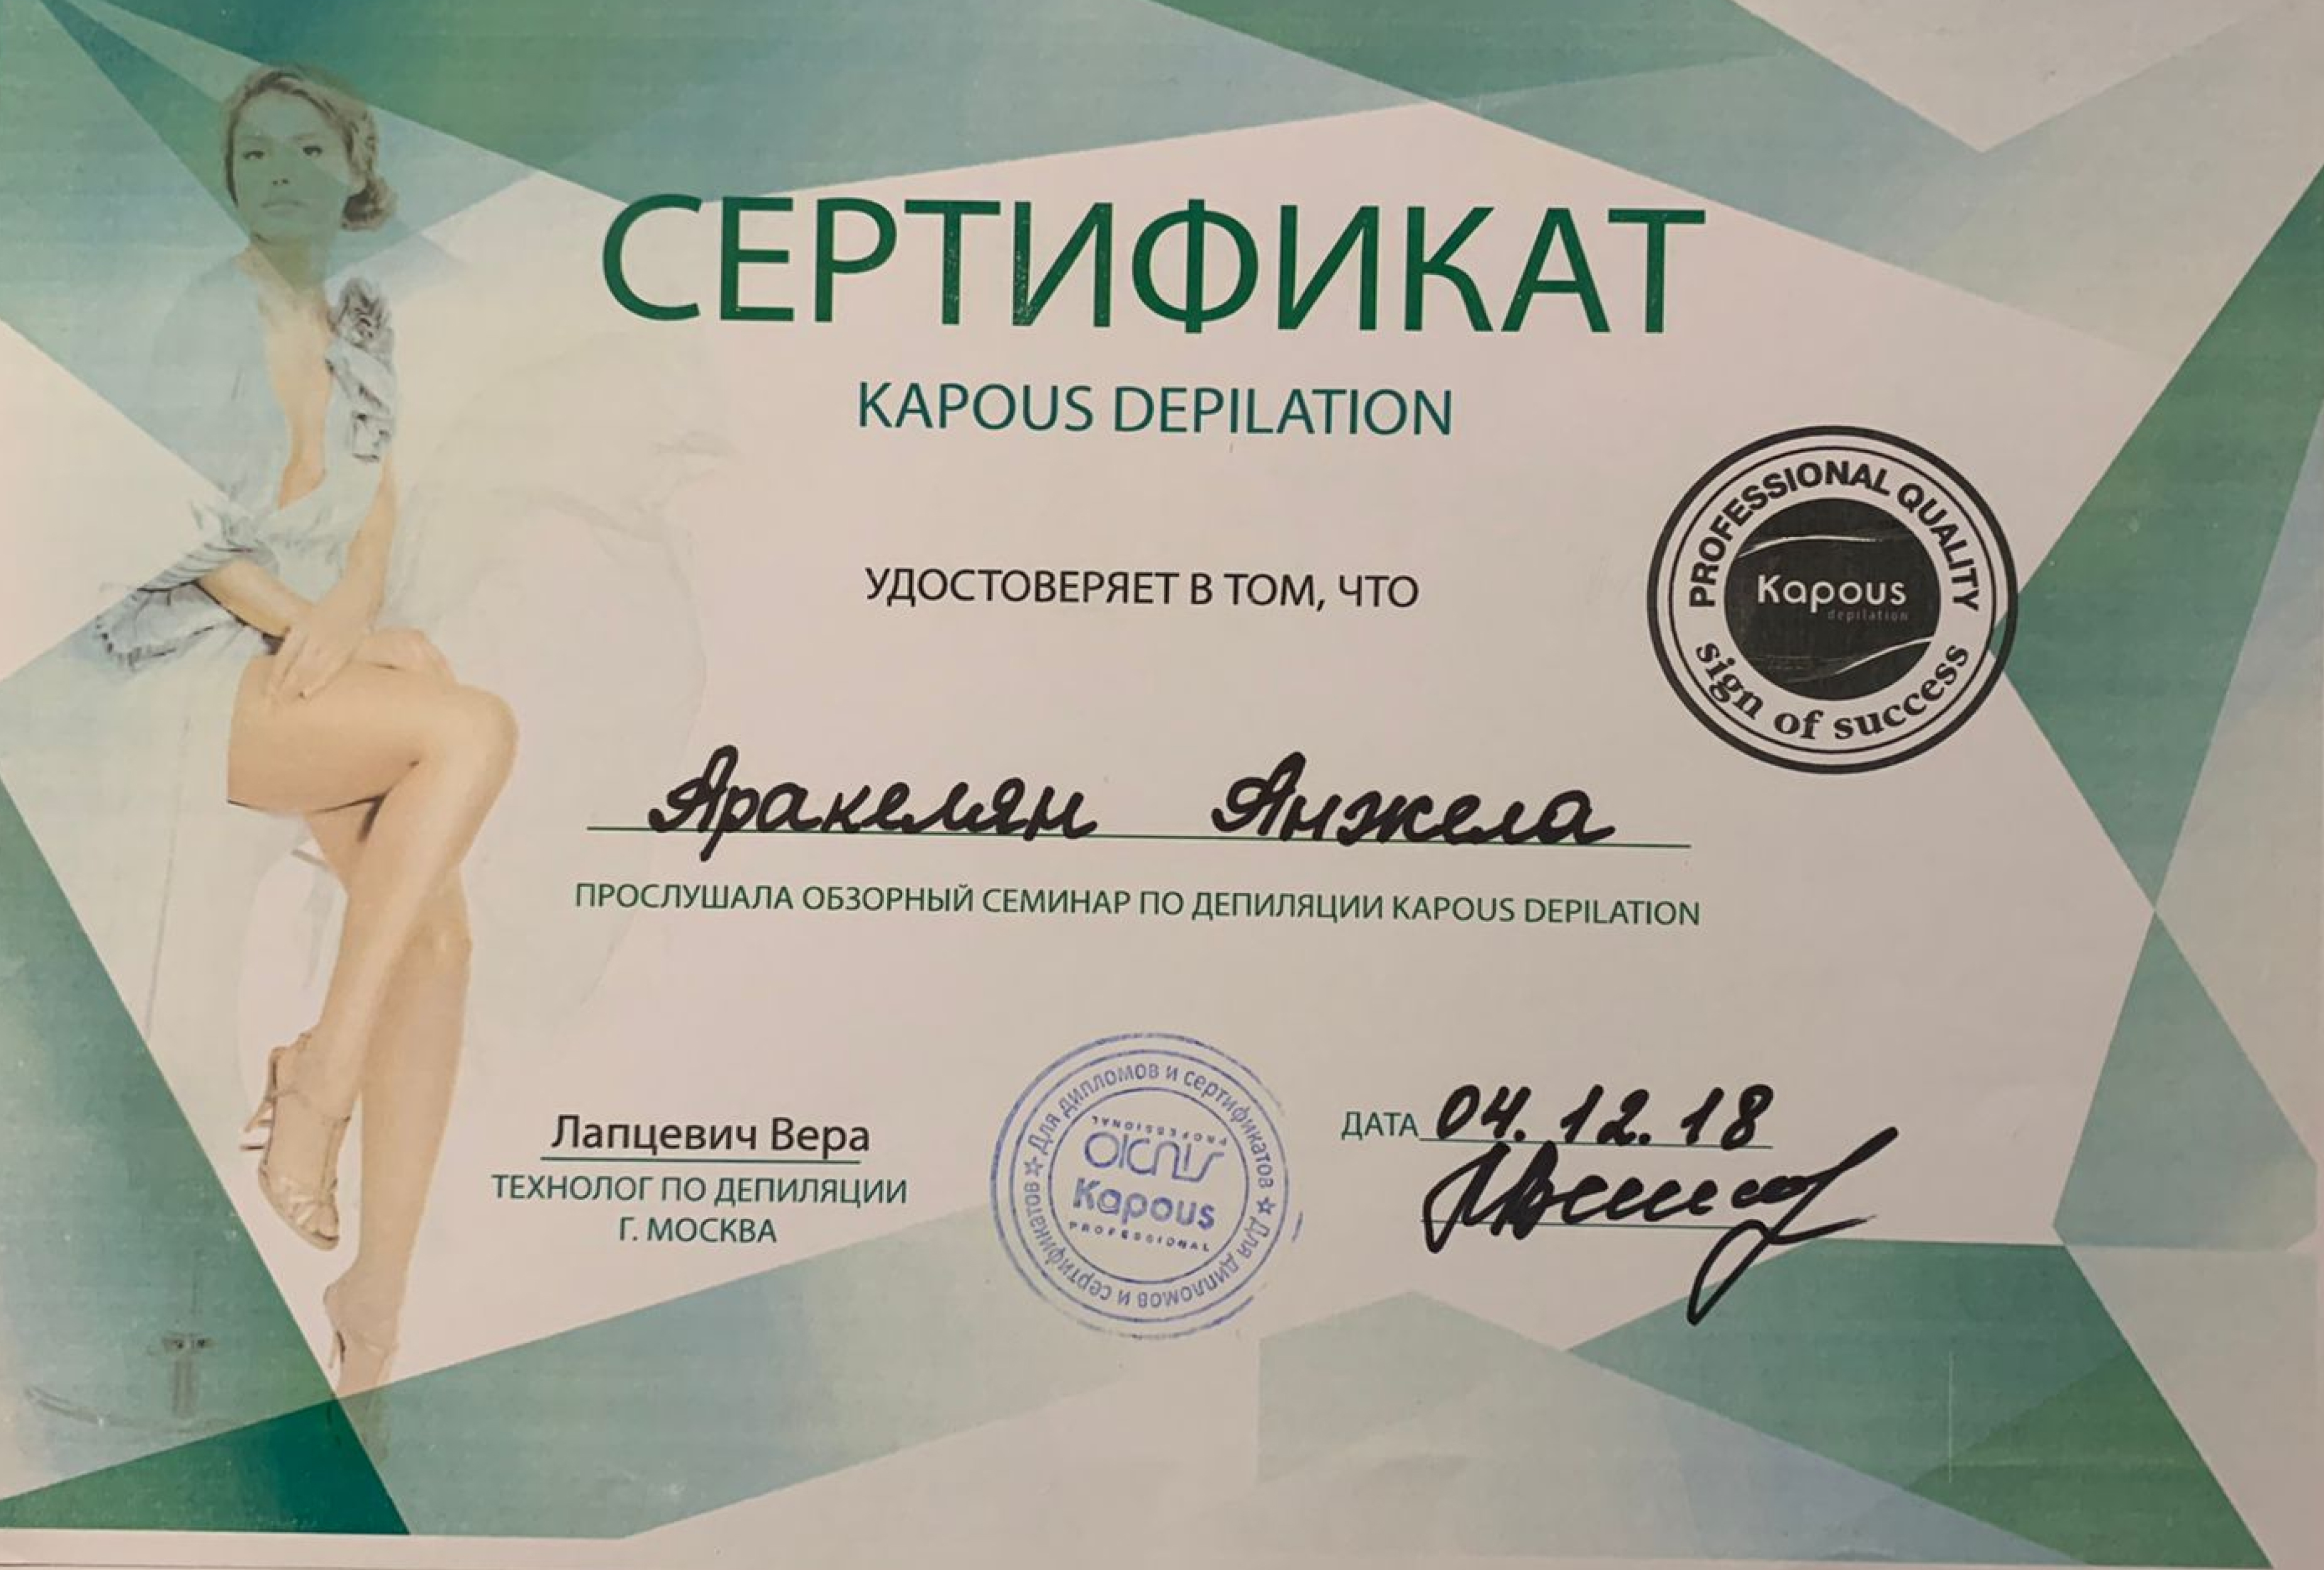 СЕРТИФИКАТ
KAPOUS DEPILATION
УДОСТОВЕРЯЕТ В ТОМ, ЧТО
PROFESSIONAL QUALITY
Kapous
depilation
sign of success
Аракелян Анжела
ПРОСЛУШАЛА ОБЗОРНЫЙ СЕМИНАР ПО ДЕПИЛЯЦИИ KAPOUS DEPILATION
Лапцевич Вера
ТЕХНОЛОГ ПО ДЕПИЛЯЦИИ
Г. МОСКВА
Для дипломов и сертификатов ☆ Для дипломов и сертификатов ☆
PROFESSIONAL
Kapous
PROFESSIONAL
ДАТА 04.12.18